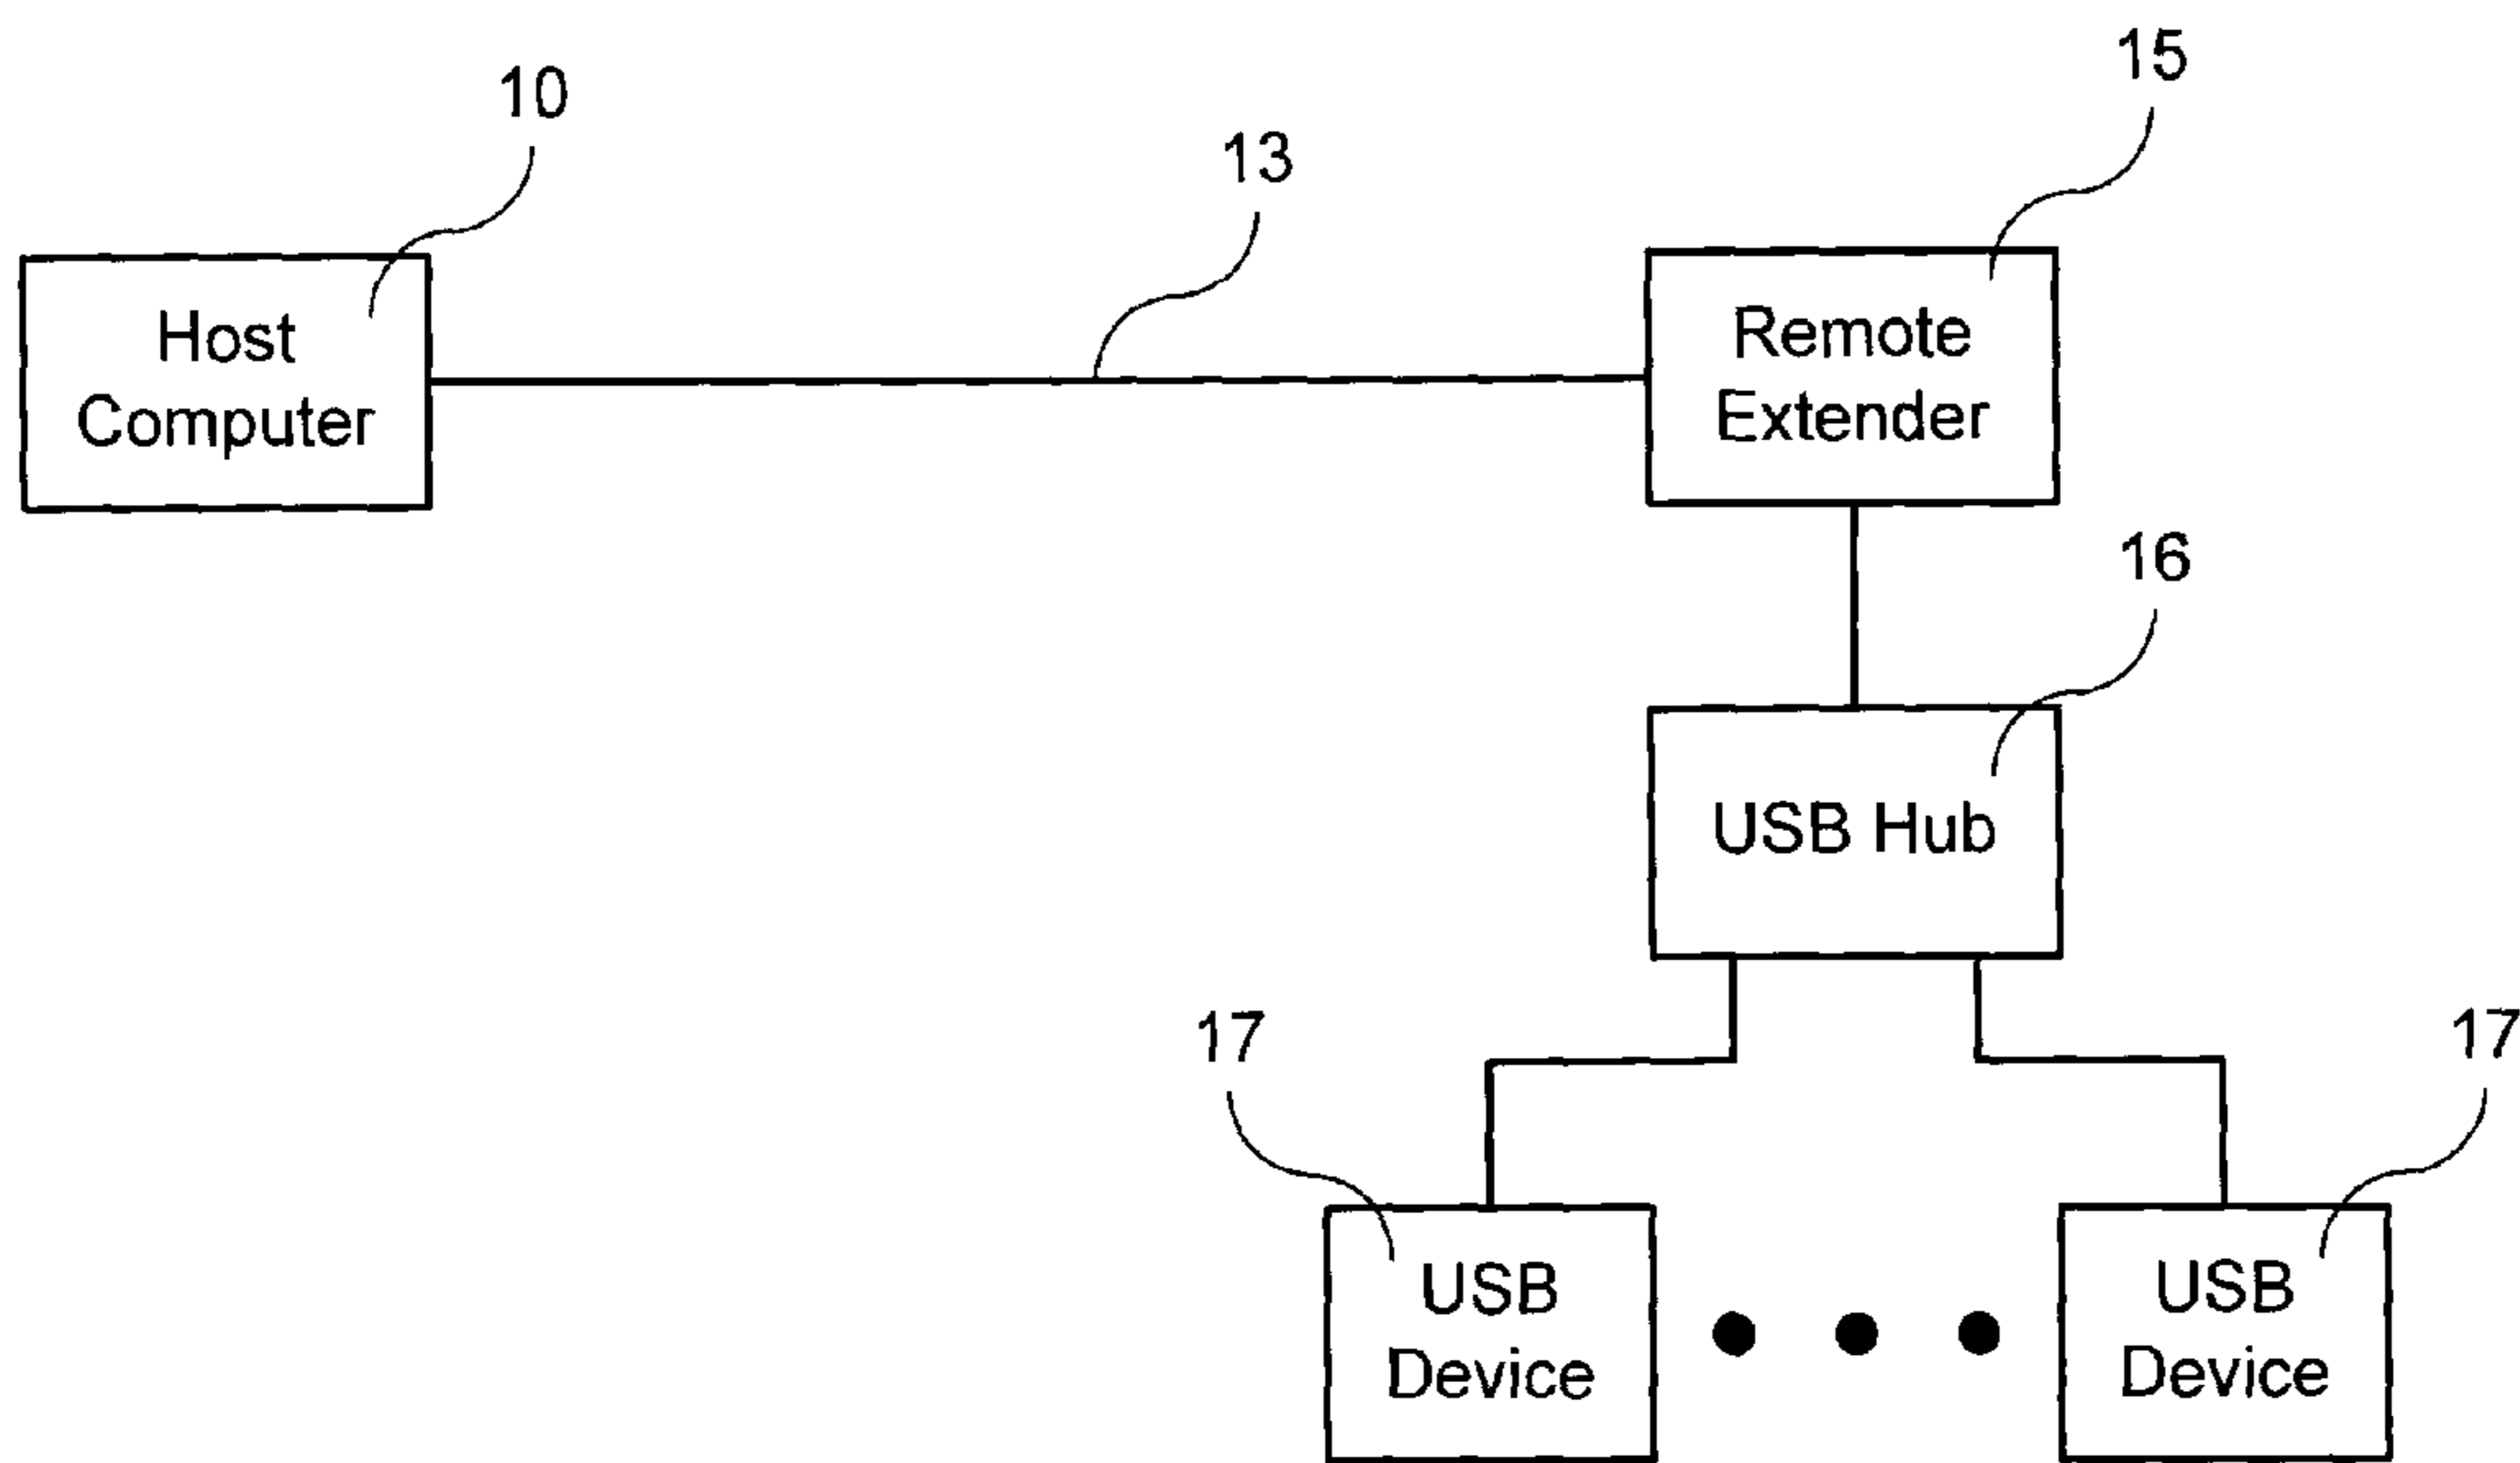 10
13
15
Host
Computer
Remote
Extender
16
USB Hub
17
17
USB
Device
USB
Device